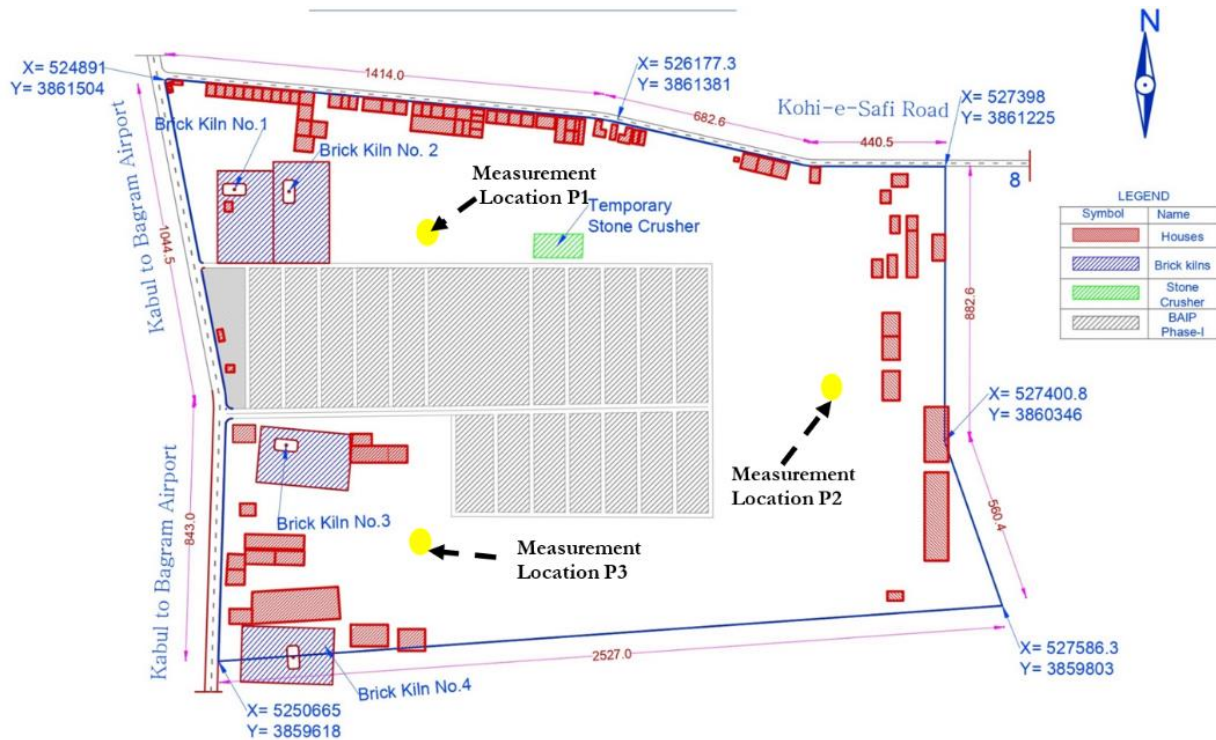 N
X= 524891
Y= 3861504
1414.0
X= 526177.3
Y= 3861381
682.6
Kohi-e-Safi Road
440.5
X= 527398
Y= 3861225
8
Kabul to Bagram Airport
1044.5
Brick Kiln No.1
Brick Kiln No. 2
Measurement
Location P1
Temporary
Stone Crusher
LEGEND
Symbol Name
Houses
Brick kilns
Stone
Crusher
BAIP
Phase-I
882.6
X= 527400.8
Y= 3860346
Measurement
Location P2
560.4
Kabul to Bagram Airport
843.0
Brick Kiln No.3
Measurement
Location P3
Brick Kiln No.4
2527.0
X= 527586.3
Y= 3859803
X= 5250665
Y= 3859618